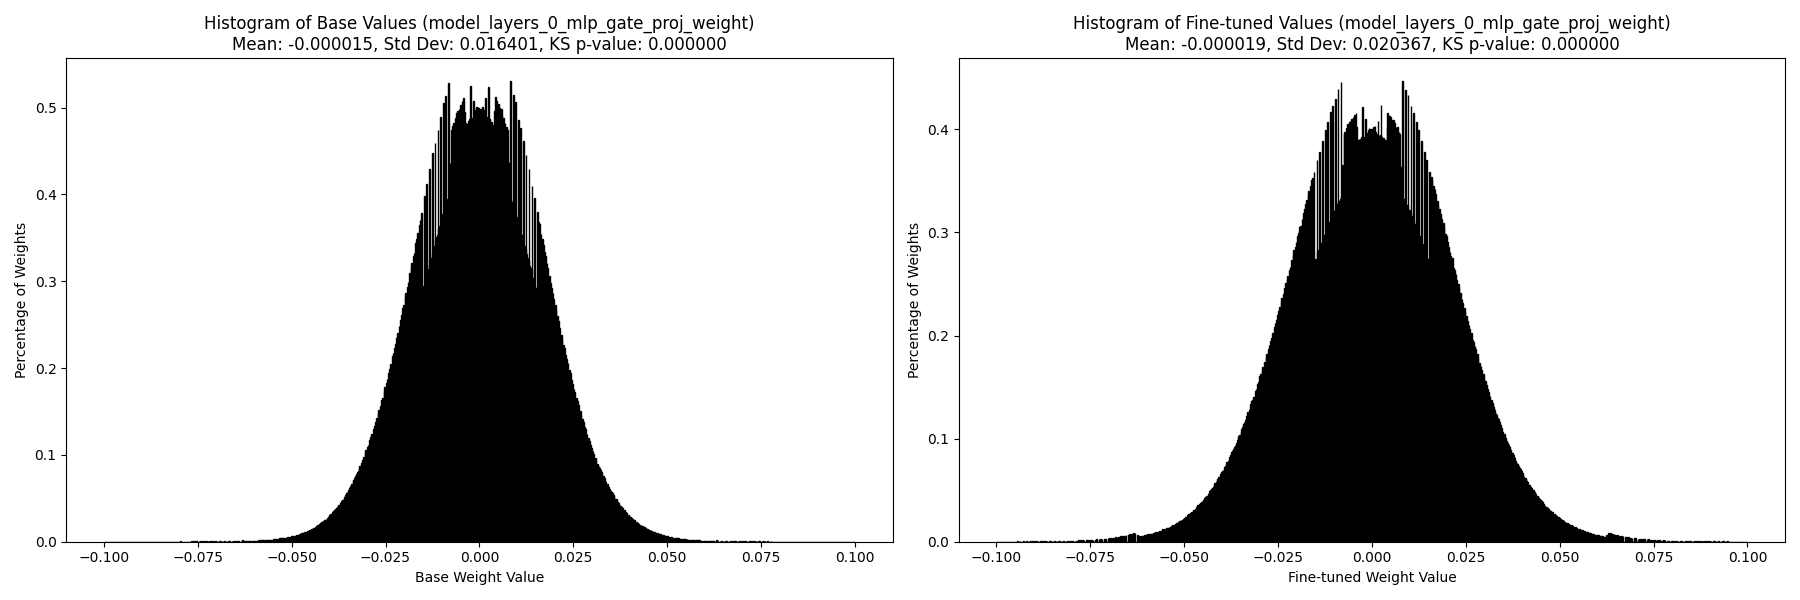 Histogram of Base Values (model_layers_0_mlp_gate_proj_weight)
Mean: -0.000015, Std Dev: 0.016401, KS p-value: 0.000000
Percentage of Weights
0.5
0.4
0.3
0.2
0.1
0.0
−0.100 −0.075 −0.050 −0.025 0.000 0.025 0.050 0.075 0.100
Base Weight Value
Histogram of Fine-tuned Values (model_layers_0_mlp_gate_proj_weight)
Mean: -0.000019, Std Dev: 0.020367, KS p-value: 0.000000
Percentage of Weights
0.4
0.3
0.2
0.1
0.0
−0.100 −0.075 −0.050 −0.025 0.000 0.025 0.050 0.075 0.100
Fine-tuned Weight Value